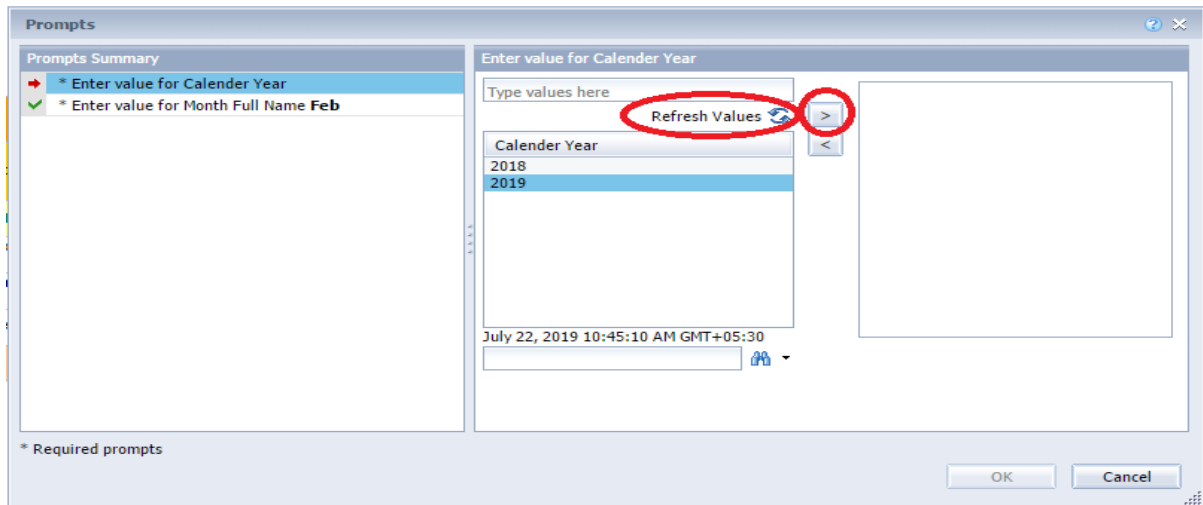 Prompts
Prompts Summary
* Enter value for Calender Year
* Enter value for Month Full Name Feb
Enter value for Calender Year
Type values here
Refresh Values
>
Calender Year
<
2018
2019
July 22, 2019 10:45:10 AM GMT+05:30
* Required prompts
OK
Cancel